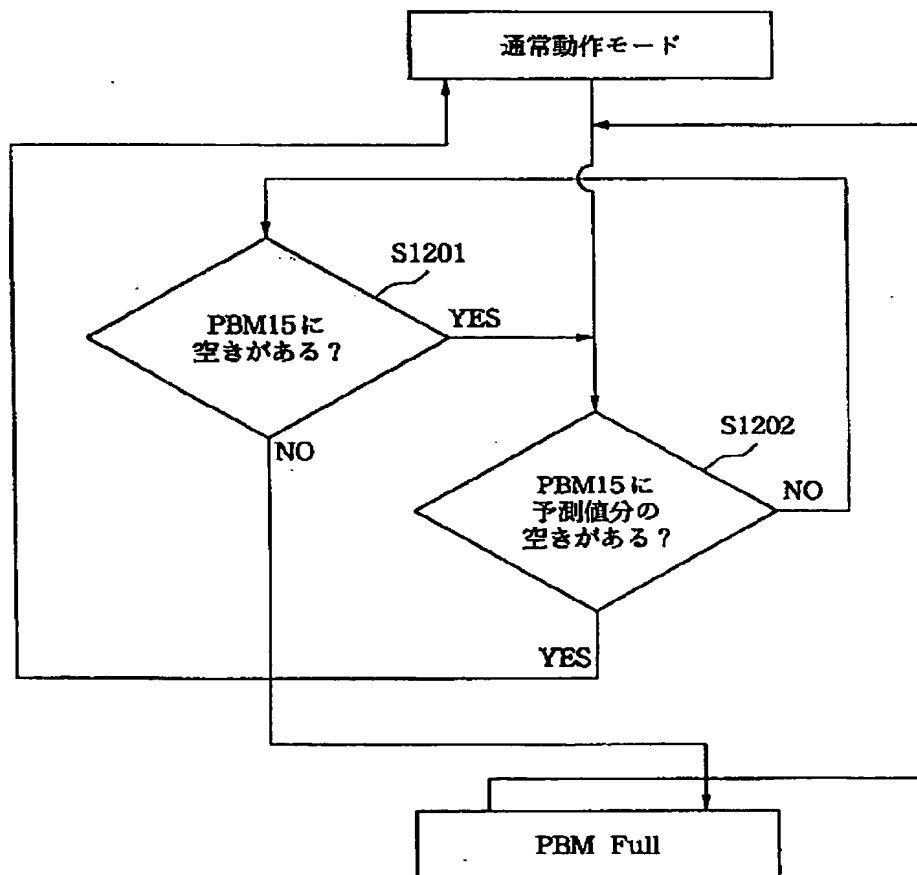 通常動作モード
S1201
PBM15に
空きがある?
YES
NO
S1202
PBM15に
予測値分の
空きがある?
NO
YES
PBM Full